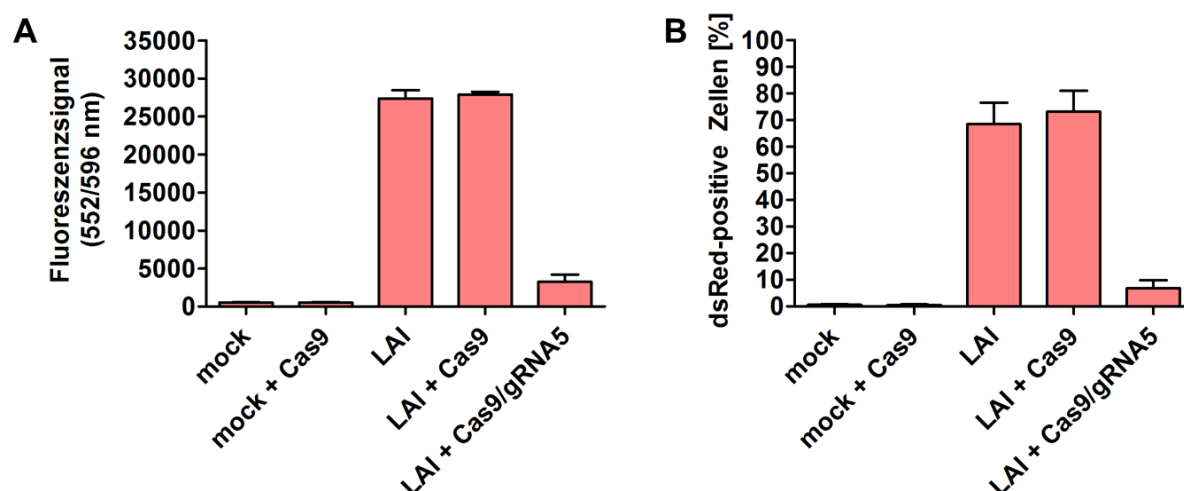 A
Fluoreszenzsignal
(552/596 nm)
35000
30000
25000
20000
15000
10000
5000
0
mock
mock + Cas9
LAI
LAI + Cas9
LAI + Cas9/gRNA5
B
dsRed-positive Zellen [%]
100
90
80
70
60
50
40
30
20
10
0
mock
mock + Cas9
LAI
LAI + Cas9
LAI + Cas9/gRNA5